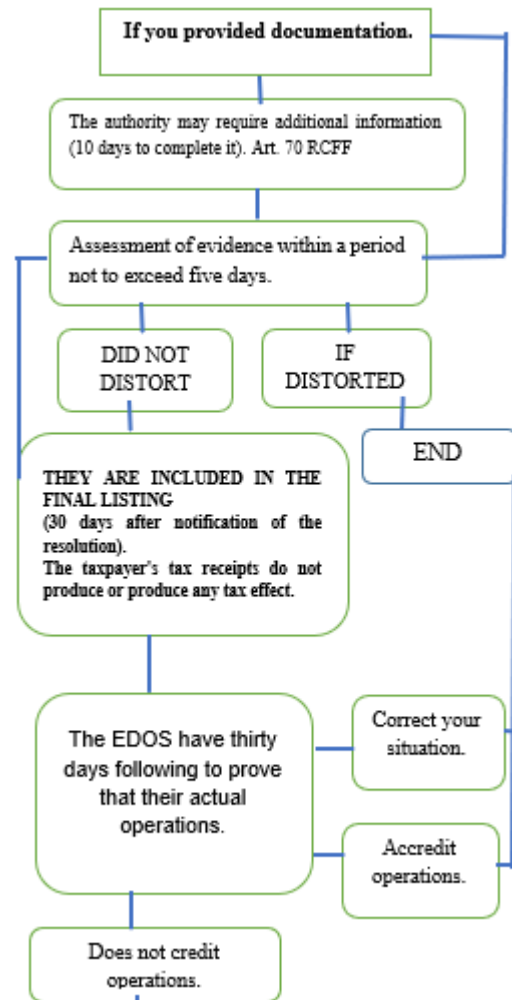 If you provided documentation.
The authority may require additional information
(10 days to complete it). Art. 70 RCFF
Assessment of evidence within a period
not to exceed five days.
DID NOT
DISTORT
IF
DISTORTED
END
THEY ARE INCLUDED IN THE
FINAL LISTING
(30 days after notification of the
resolution).
The taxpayer's tax receipts do not
produce or produce any tax effect.
The EDOS have thirty
days following to prove
that their actual
operations.
Correct your
situation.
Accredit
operations.
Does not credit
operations.